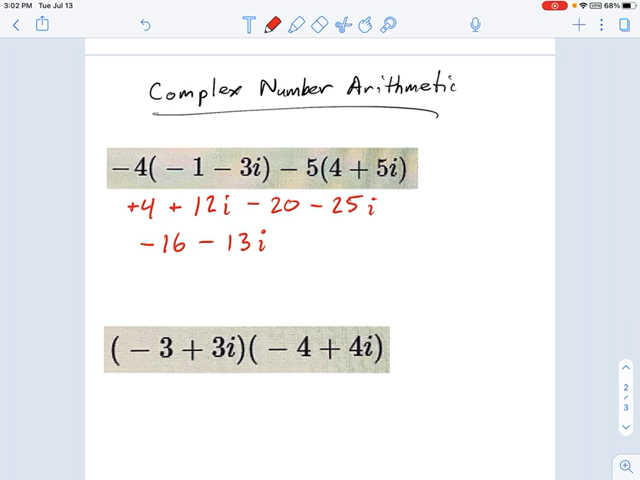 3:02 PM Tue Jul 13
68%
T
Complex Number Arithmetic
−4(−1 − 3i) − 5(4 + 5i)
+4 + 12i − 20 − 25i
−16 − 13i
(−3 + 3i)(−4 + 4i)
2
/
3